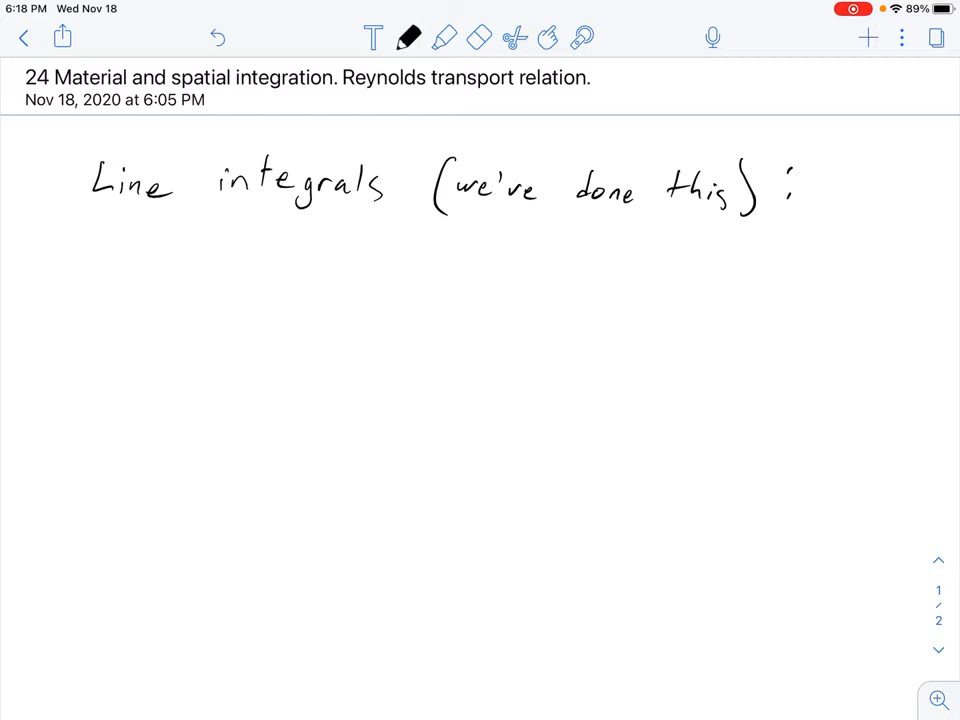 6:18 PM Wed Nov 18
89%
T
24 Material and spatial integration. Reynolds transport relation.
Nov 18, 2020 at 6:05 PM
Line integrals (we've done this) :
1
/
2